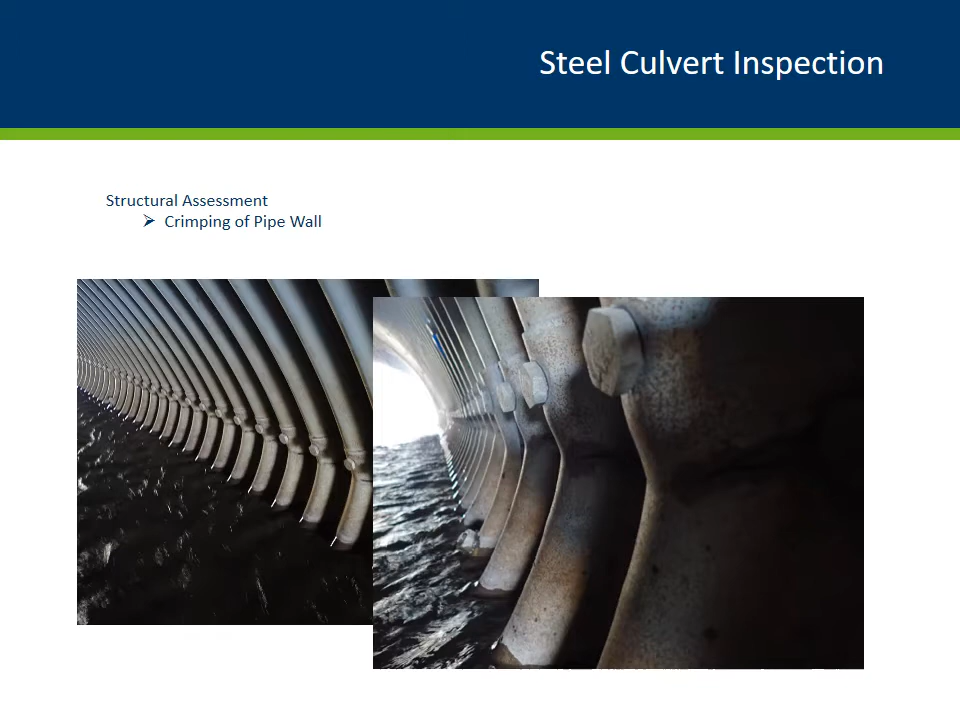 Steel Culvert Inspection
Structural Assessment
➢ Crimping of Pipe Wall